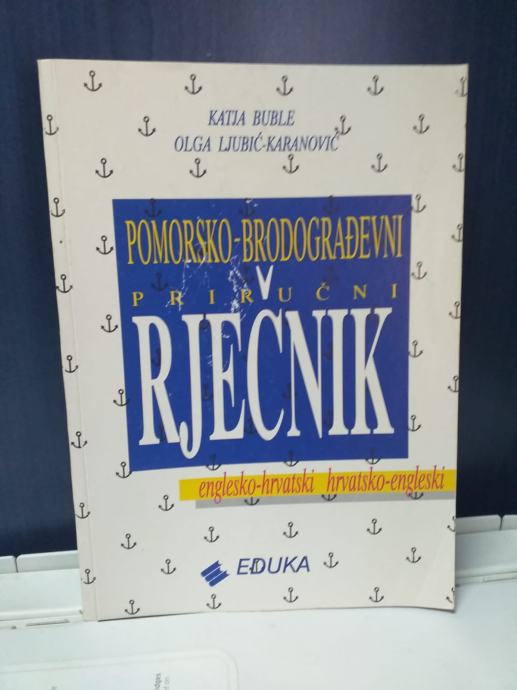 KATJA BUBLE
OLGA LJUBIĆ-KARANOVIĆ
POMORSKO-BRODOGRAĐEVNI
PRIRUČNI
RJEČNIK
englesko-hrvatski hrvatsko-engleski
EDUKA